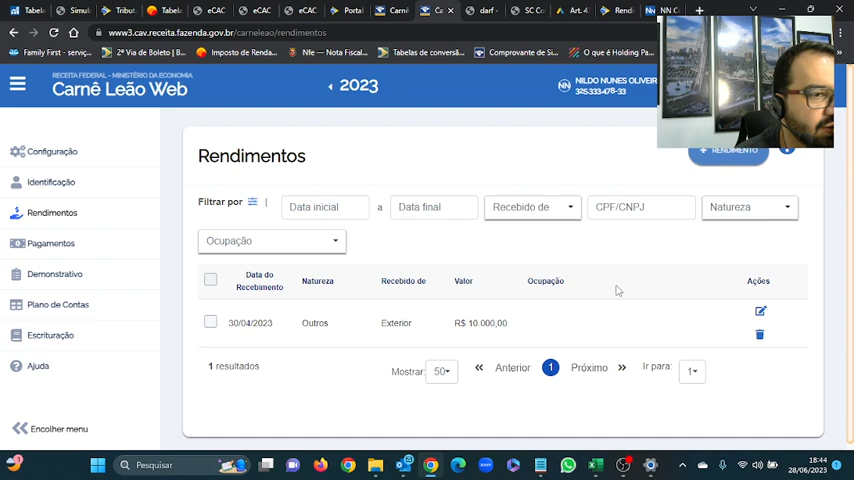 Tabela
Simul
Tribut
Tabela
eCAC
eCAC
eCAC
Portal
Carnê
Ca
darf -
SC Co
Art. 4
Rendi
NN Co
www3.cav.receita.fazenda.gov.br/carneleao/rendimentos
Family First - serviç...
2ª Via de Boleto | B...
Imposto de Renda...
Nfe — Nota Fiscal...
Tabelas de conversã...
Comprovante de Si...
O que é Holding Pa...
RECEITA FEDERAL - MINISTÉRIO DA ECONOMIA
Carnê Leão Web
2023
NN
NILDO NUNES OLIVEIR
325.333.478-33
Configuração
Identificação
Rendimentos
Pagamentos
Demonstrativo
Plano de Contas
Escrituração
Ajuda
Encolher menu
Rendimentos
+ RENDIMENTO
Filtrar por
Data inicial
a
Data final
Recebido de
CPF/CNPJ
Natureza
Ocupação
Data do Recebimento
Natureza
Recebido de
Valor
Ocupação
Ações
30/04/2023
Outros
Exterior
R$ 10.000,00
1 resultados
Mostrar:
50
Anterior
1
Próximo
Ir para:
1
Pesquisar
18:44
28/06/2023